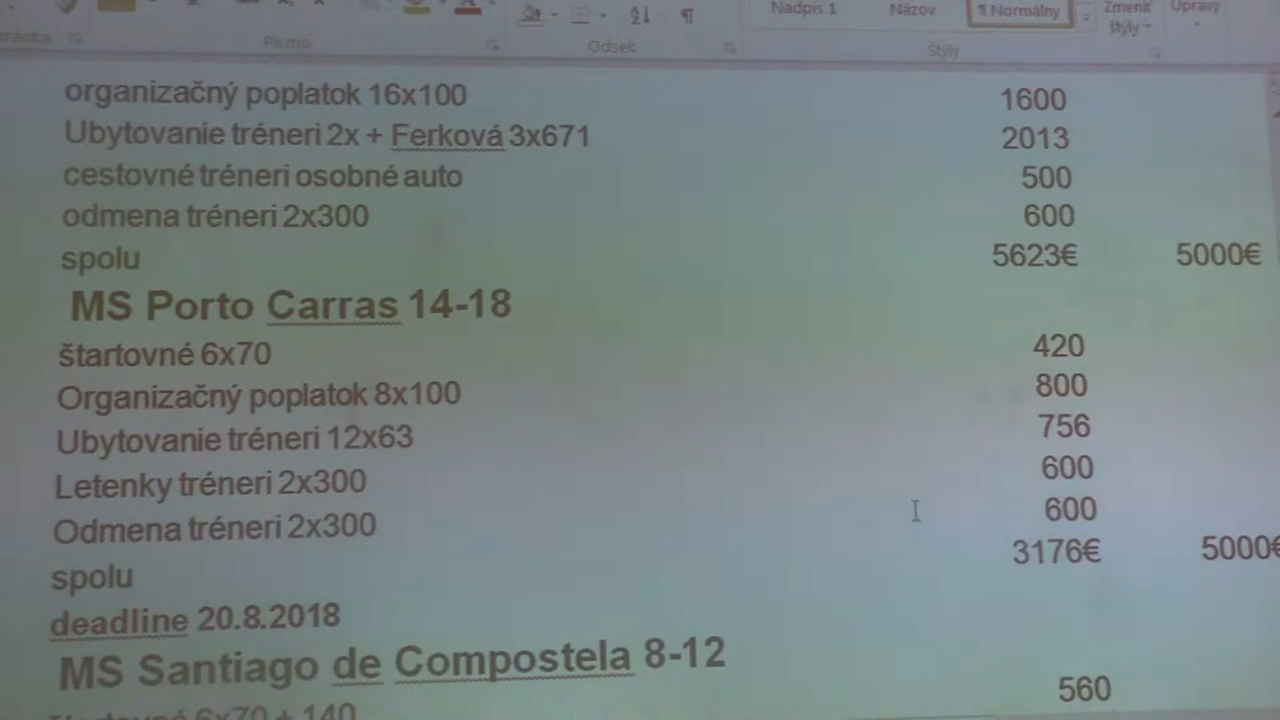 Nadpis 1 Názov ¶ Normálny Zmeniť štýly Úpravy
Písmo Odsek Štýly
organizačný poplatok 16x100 1600
Ubytovanie tréneri 2x + Ferková 3x671 2013
cestovné tréneri osobné auto 500
odmena tréneri 2x300 600
spolu 5623€ 5000€
MS Porto Carras 14-18
štartovné 6x70 420
Organizačný poplatok 8x100 800
Ubytovanie tréneri 12x63 756
Letenky tréneri 2x300 600
Odmena tréneri 2x300 600
spolu 3176€ 5000€
deadline 20.8.2018
MS Santiago de Compostela 8-12
6x70 + 140 560